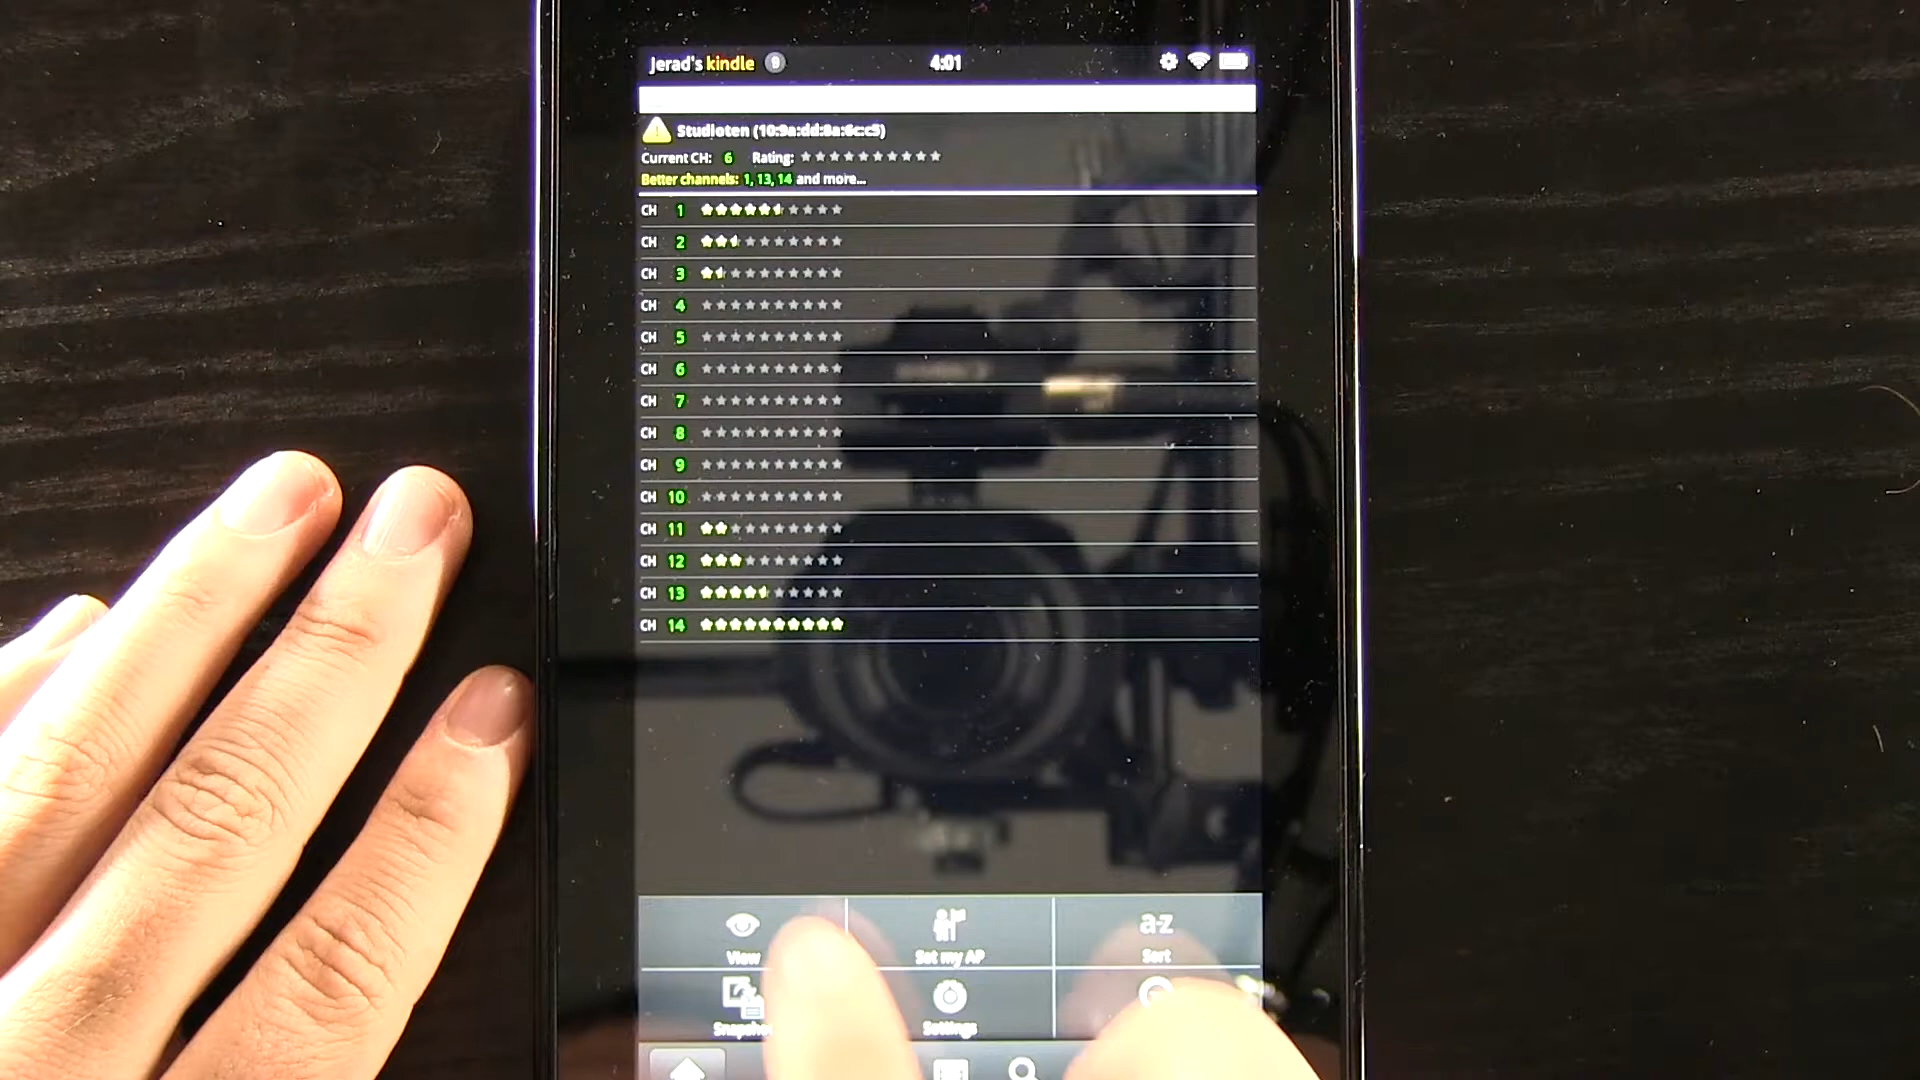 Jerad's kindle 9 4:01
Studioten (10:9a:dd:8a:6c:c5)
Current CH: 6 Rating:
Better channels: 1, 13, 14 and more...
CH 1
CH 2
CH 3
CH 4
CH 5
CH 6
CH 7
CH 8
CH 9
CH 10
CH 11
CH 12
CH 13
CH 14
View Set my AP a-z Sort
Settings